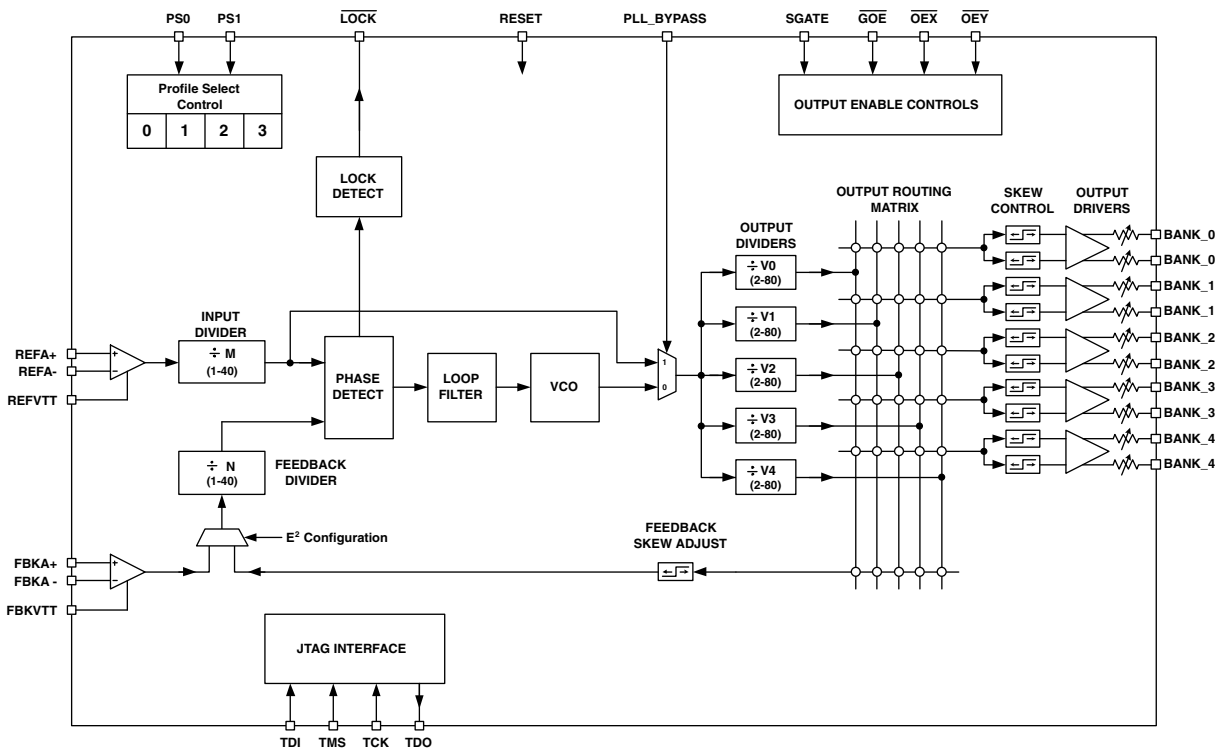 PS0 PS1 LOCK RESET PLL_BYPASS SGATE GOE OEX OEY
Profile Select
Control
0 1 2 3
OUTPUT ENABLE CONTROLS
LOCK
DETECT
OUTPUT ROUTING
MATRIX
SKEW
CONTROL
OUTPUT
DRIVERS
OUTPUT
DIVIDERS
÷ V0
(2-80)
÷ V1
(2-80)
÷ V2
(2-80)
÷ V3
(2-80)
÷ V4
(2-80)
BANK_0
BANK_0
BANK_1
BANK_1
BANK_2
BANK_2
BANK_3
BANK_3
BANK_4
BANK_4
INPUT
DIVIDER
÷ M
(1-40)
REFA+
REFA-
REFVTT
+
−
PHASE
DETECT
LOOP
FILTER
VCO
1
0
÷ N
(1-40)
FEEDBACK
DIVIDER
E² Configuration
FEEDBACK
SKEW ADJUST
FBKA+
FBKA -
FBKVTT
+
−
JTAG INTERFACE
TDI TMS TCK TDO